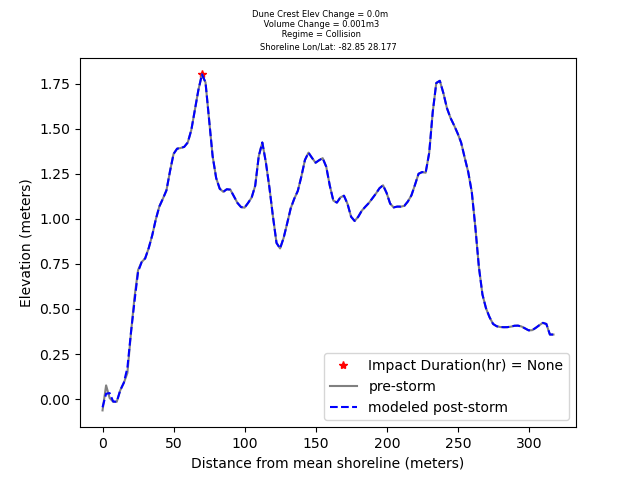 Dune Crest Elev Change = 0.0m
Volume Change = 0.001m3
Regime = Collision
Shoreline Lon/Lat: -82.85 28.177
1.75
1.50
1.25
1.00
0.75
0.50
0.25
0.00
Elevation (meters)
Impact Duration(hr) = None
pre-storm
modeled post-storm
0 50 100 150 200 250 300
Distance from mean shoreline (meters)